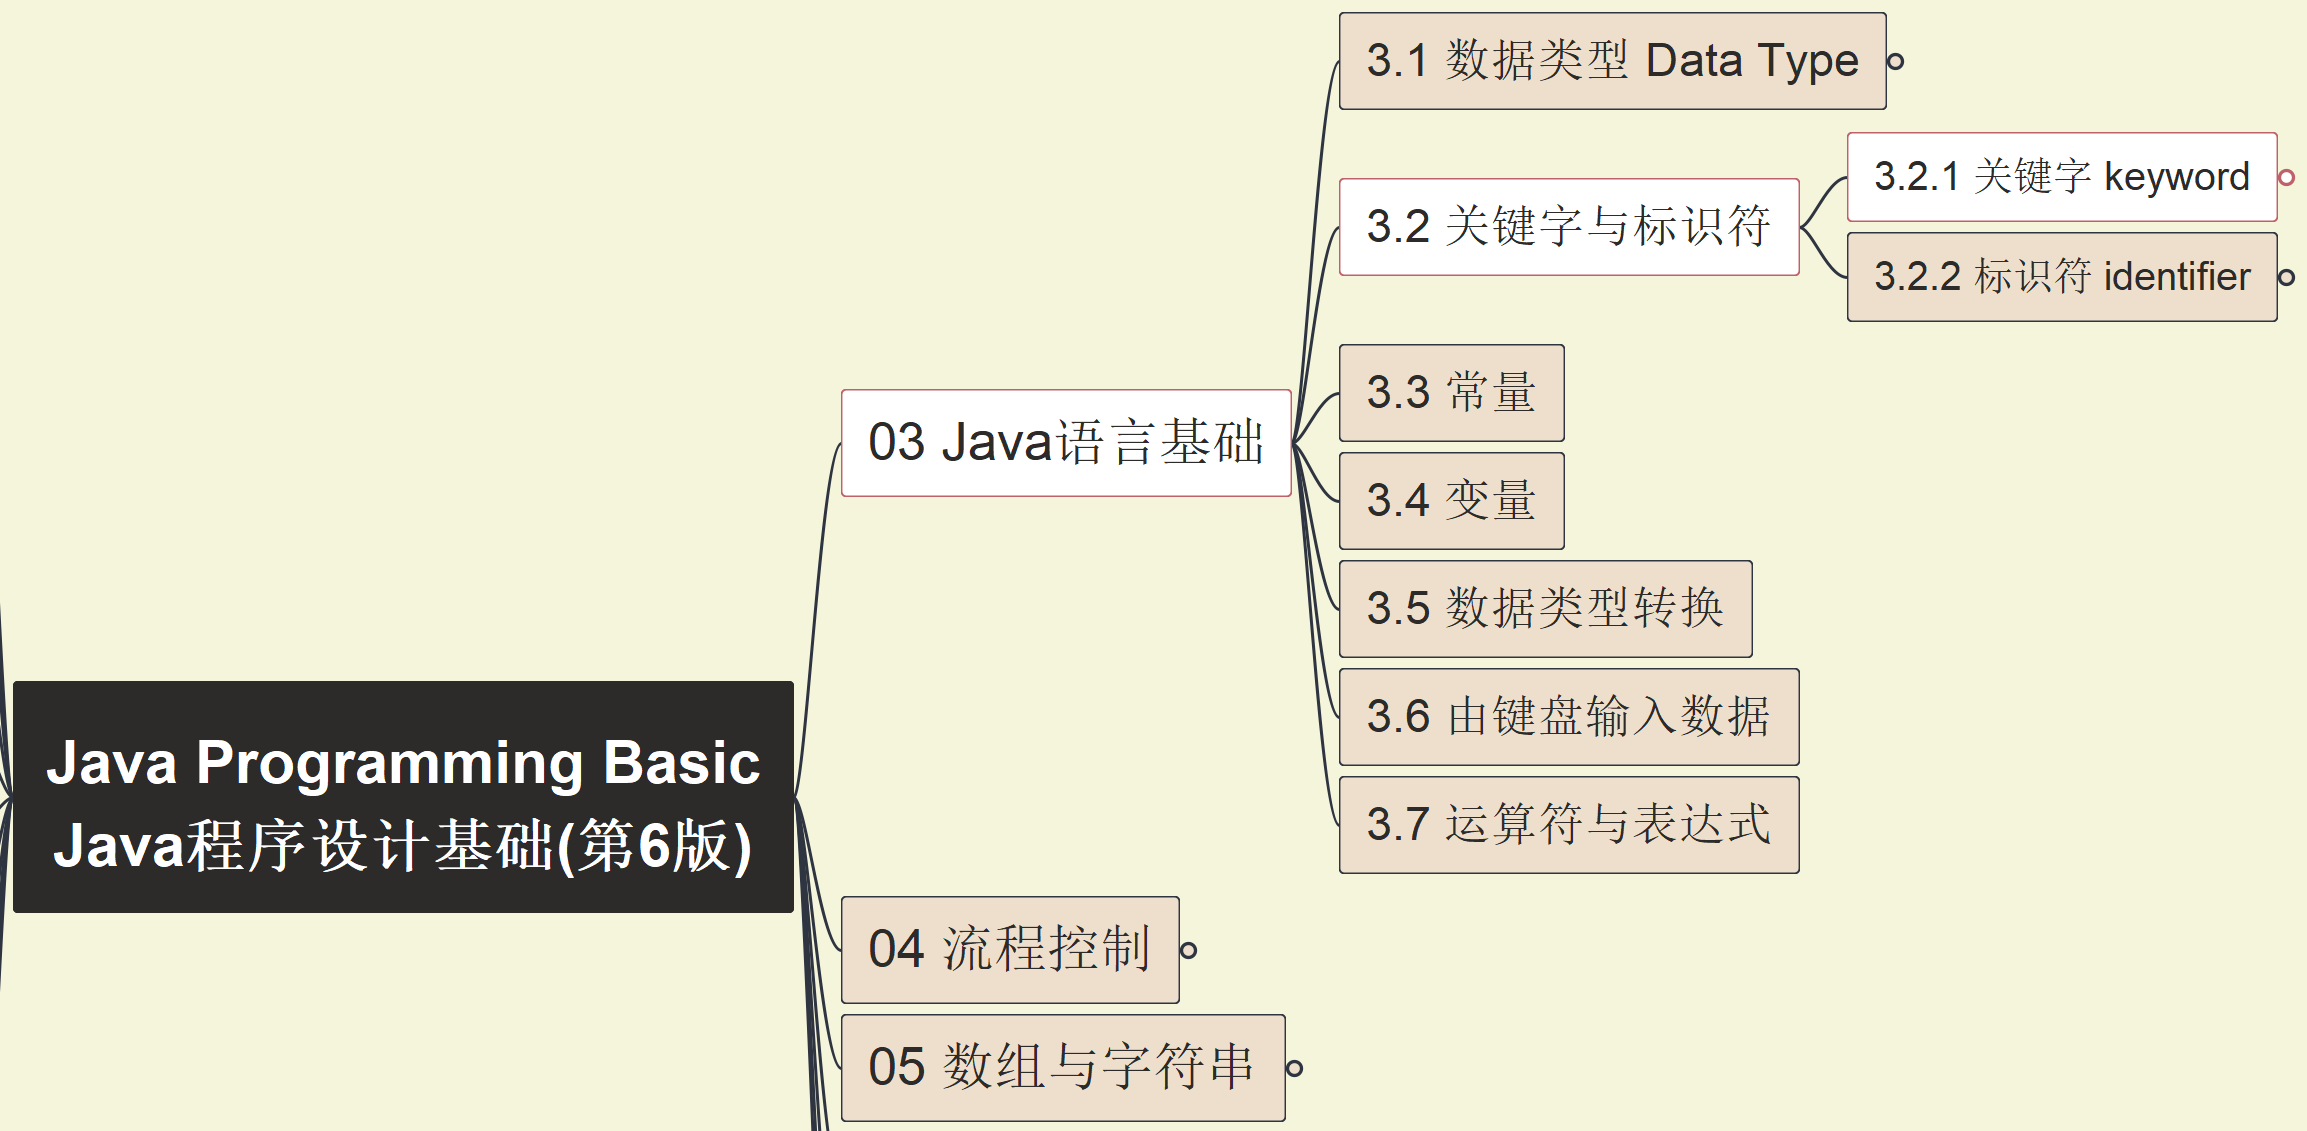 Java Programming Basic
Java程序设计基础(第6版)
03 Java语言基础
3.1 数据类型 Data Type
3.2 关键字与标识符
3.2.1 关键字 keyword
3.2.2 标识符 identifier
3.3 常量
3.4 变量
3.5 数据类型转换
3.6 由键盘输入数据
3.7 运算符与表达式
04 流程控制
05 数组与字符串